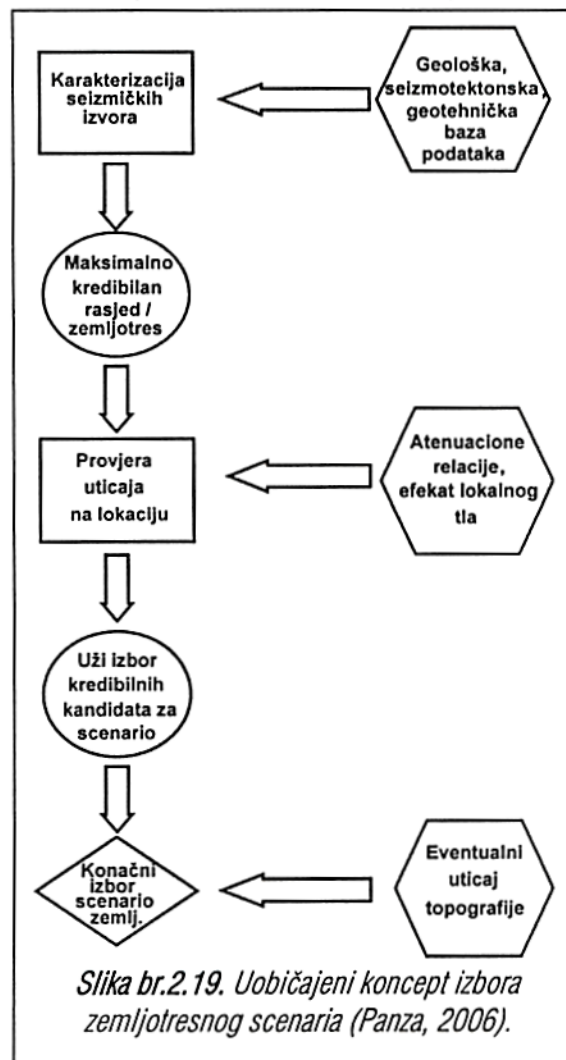 Karakterizacija
seizmičkih
izvora
Geološka,
seizmotektonska,
geotehnička
baza
podataka
Maksimalno
kredibilan
rasjed /
zemljotres
Provjera
uticaja
na lokaciju
Atenuacione
relacije,
efekat lokalnog
tla
Uži izbor
kredibilnih
kandidata za
scenario
Konačni
izbor
scenario
zemlj.
Eventualni
uticaj
topografije
Slika br.2.19. Uobičajeni koncept izbora
zemljotresnog scenaria (Panza, 2006).